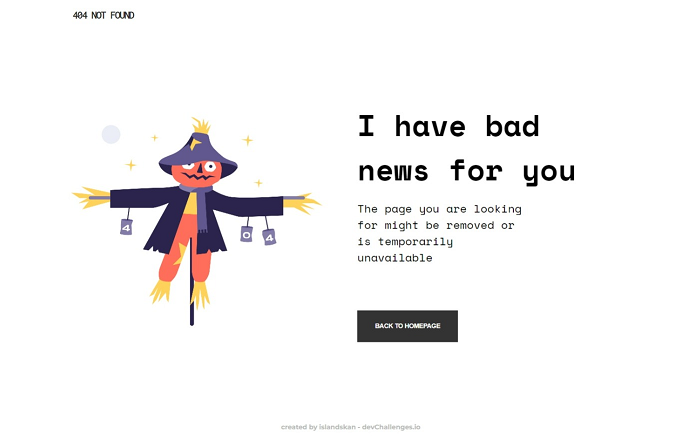 404 NOT FOUND
I have bad
news for you
The page you are looking
for might be removed or
is temporarily
unavailable
4
0
4
BACK TO HOMEPAGE
created by islandskan - devChallenges.io